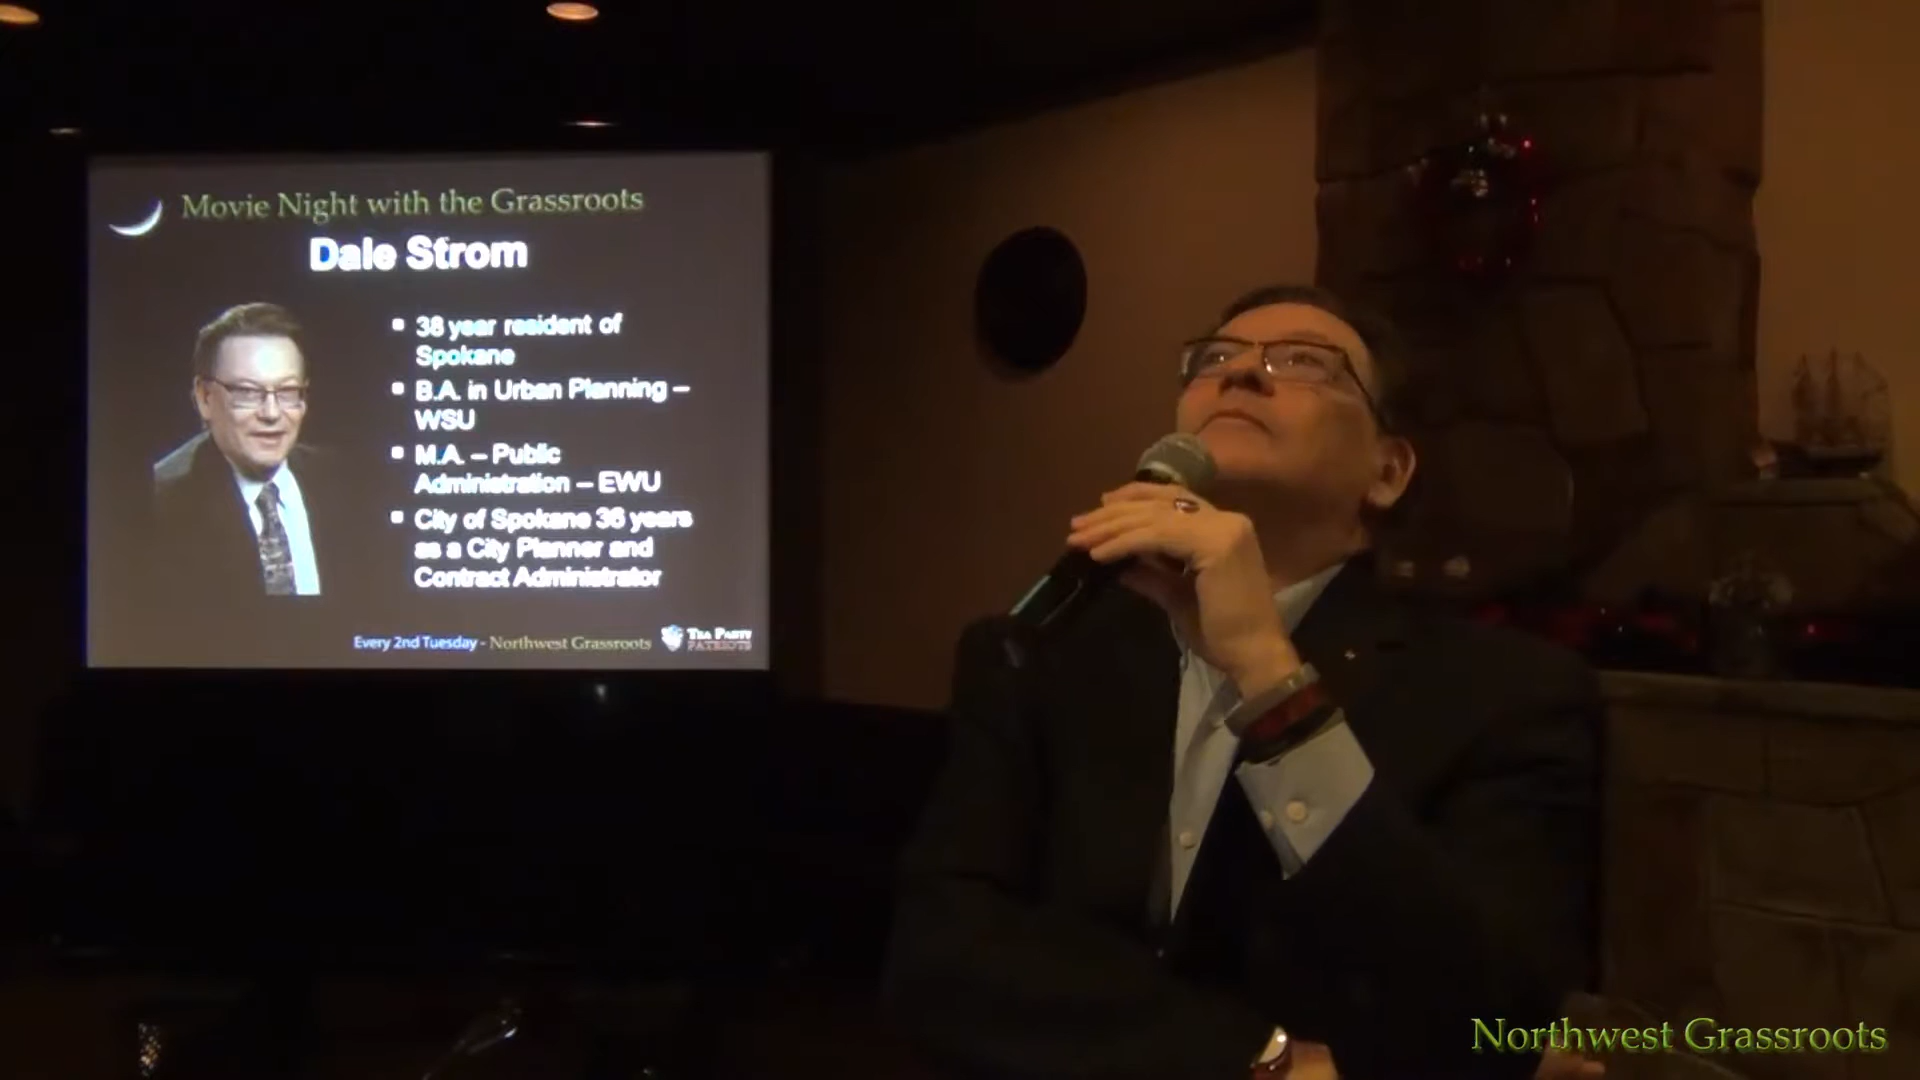 Movie Night with the Grassroots
Dale Strom
38 year resident of
Spokane
B.A. in Urban Planning –
WSU
M.A. – Public
Administration – EWU
City of Spokane 36 years
as a City Planner and
Contract Administrator
Every 2nd Tuesday - Northwest Grassroots
TEA PARTY
PATRIOTS
Northwest Grassroots